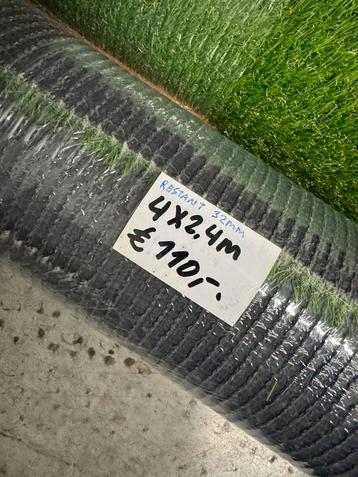 RESTANT 32mm
4x2,4m
€ 110,-.